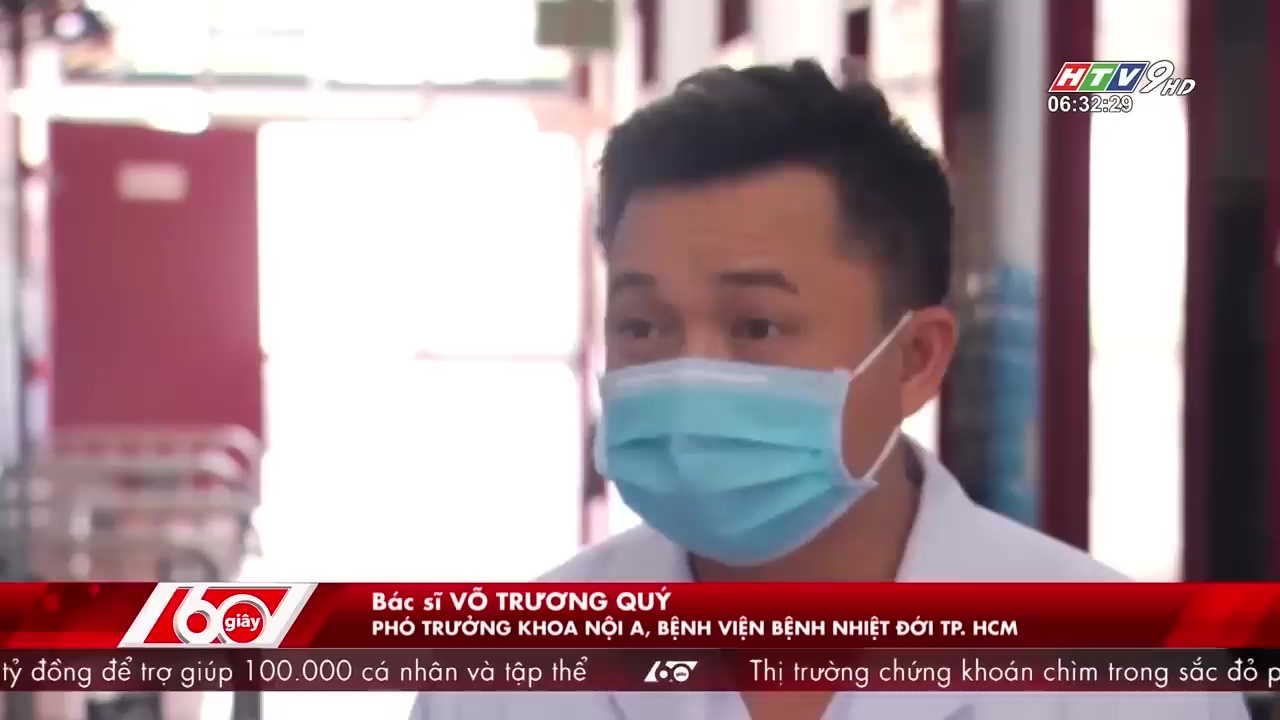 HTV9HD
06:32:29
60 giây
Bác sĩ VÕ TRƯƠNG QUÝ
PHÓ TRƯỞNG KHOA NỘI A, BỆNH VIỆN BỆNH NHIỆT ĐỚI TP. HCM
tỷ đồng để trợ giúp 100.000 cá nhân và tập thể 60 giây Thị trường chứng khoán chìm trong sắc đỏ p